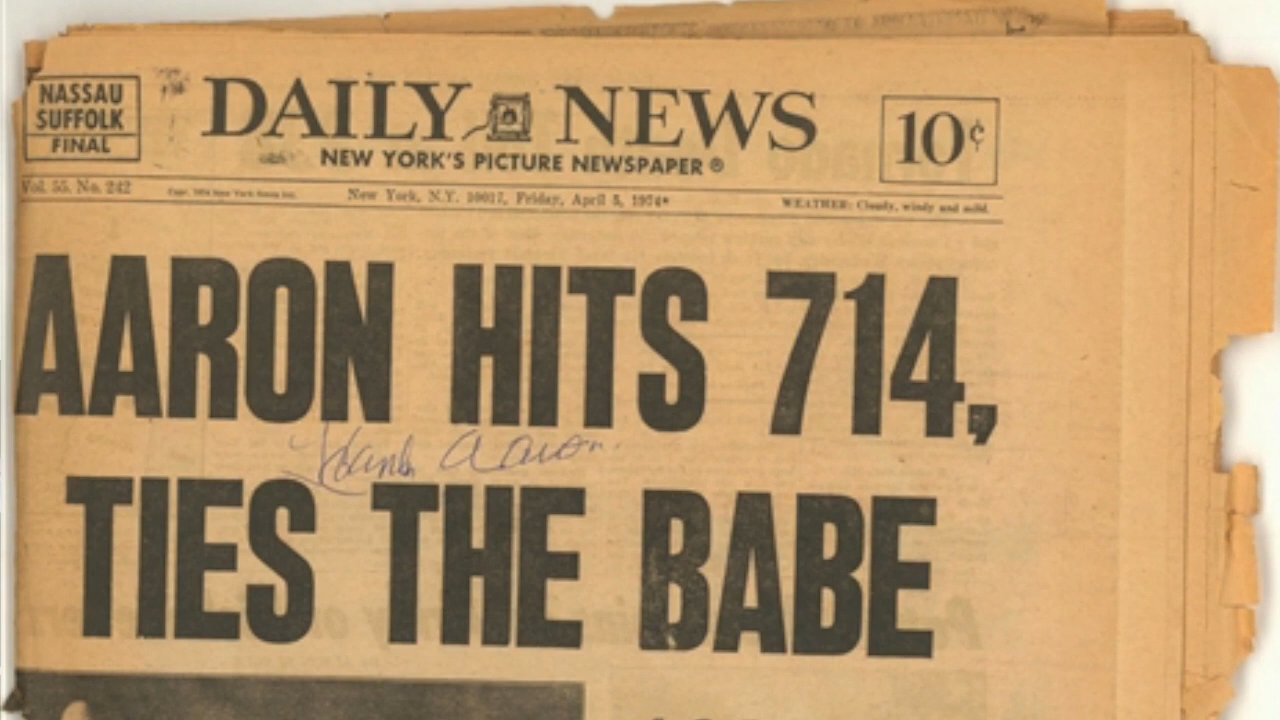 NASSAU
SUFFOLK
FINAL
DAILY NEWS
NEW YORK'S PICTURE NEWSPAPER ®
10¢
Vol. 55. No. 242
New York, N.Y. 10017, Friday, April 5, 1974*
WEATHER: Cloudy, windy and mild.
AARON HITS 714,
Hank Aaron
TIES THE BABE